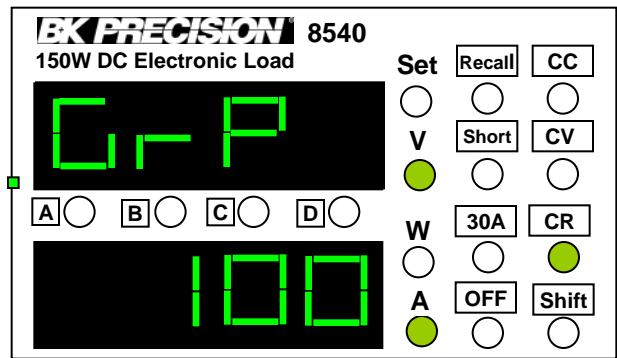 BK PRECISION® 8540
150W DC Electronic Load
Set Recall CC
GrP
V Short CV
A B C D
W 30A CR
100
A OFF Shift